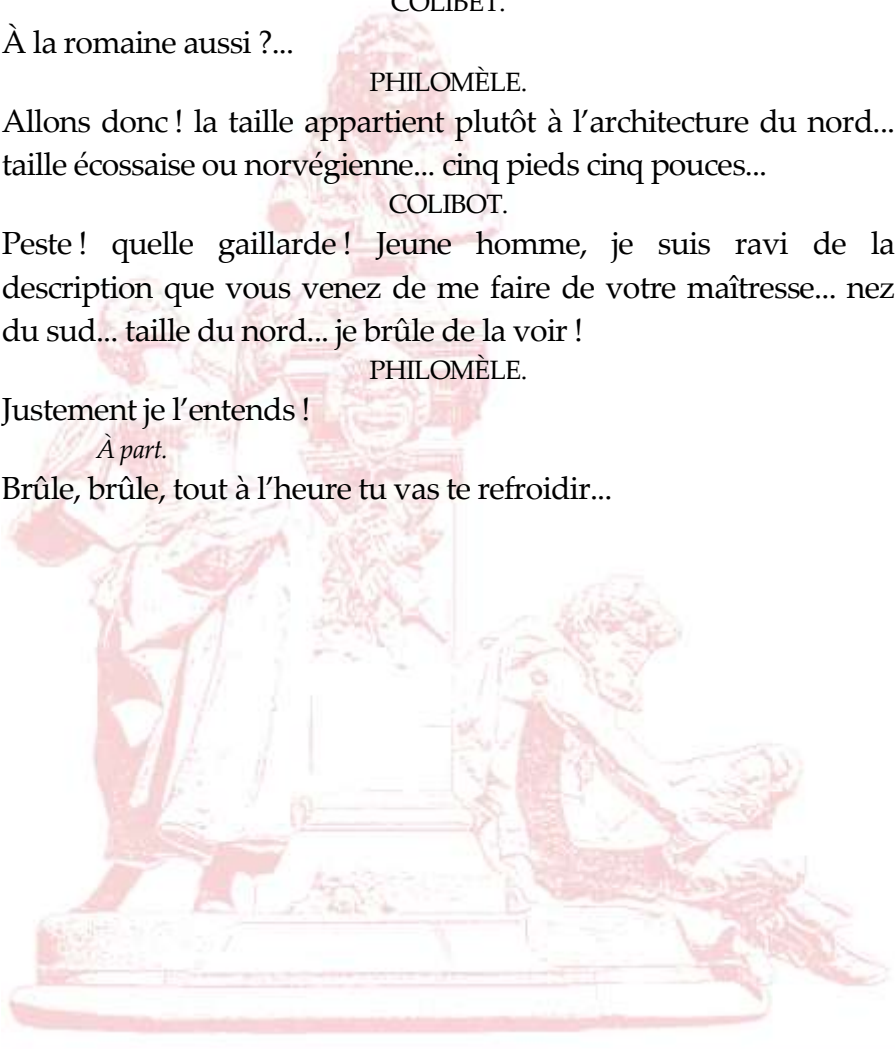 COLIBET.
À la romaine aussi ?...
PHILOMÈLE.
Allons donc ! la taille appartient plutôt à l’architecture du nord...
taille écossaise ou norvégienne... cinq pieds cinq pouces...
COLIBOT.
Peste ! quelle gaillarde ! Jeune homme, je suis ravi de la
description que vous venez de me faire de votre maîtresse... nez
du sud... taille du nord... je brûle de la voir !
PHILOMÈLE.
Justement je l’entends !
À part.
Brûle, brûle, tout à l’heure tu vas te refroidir...